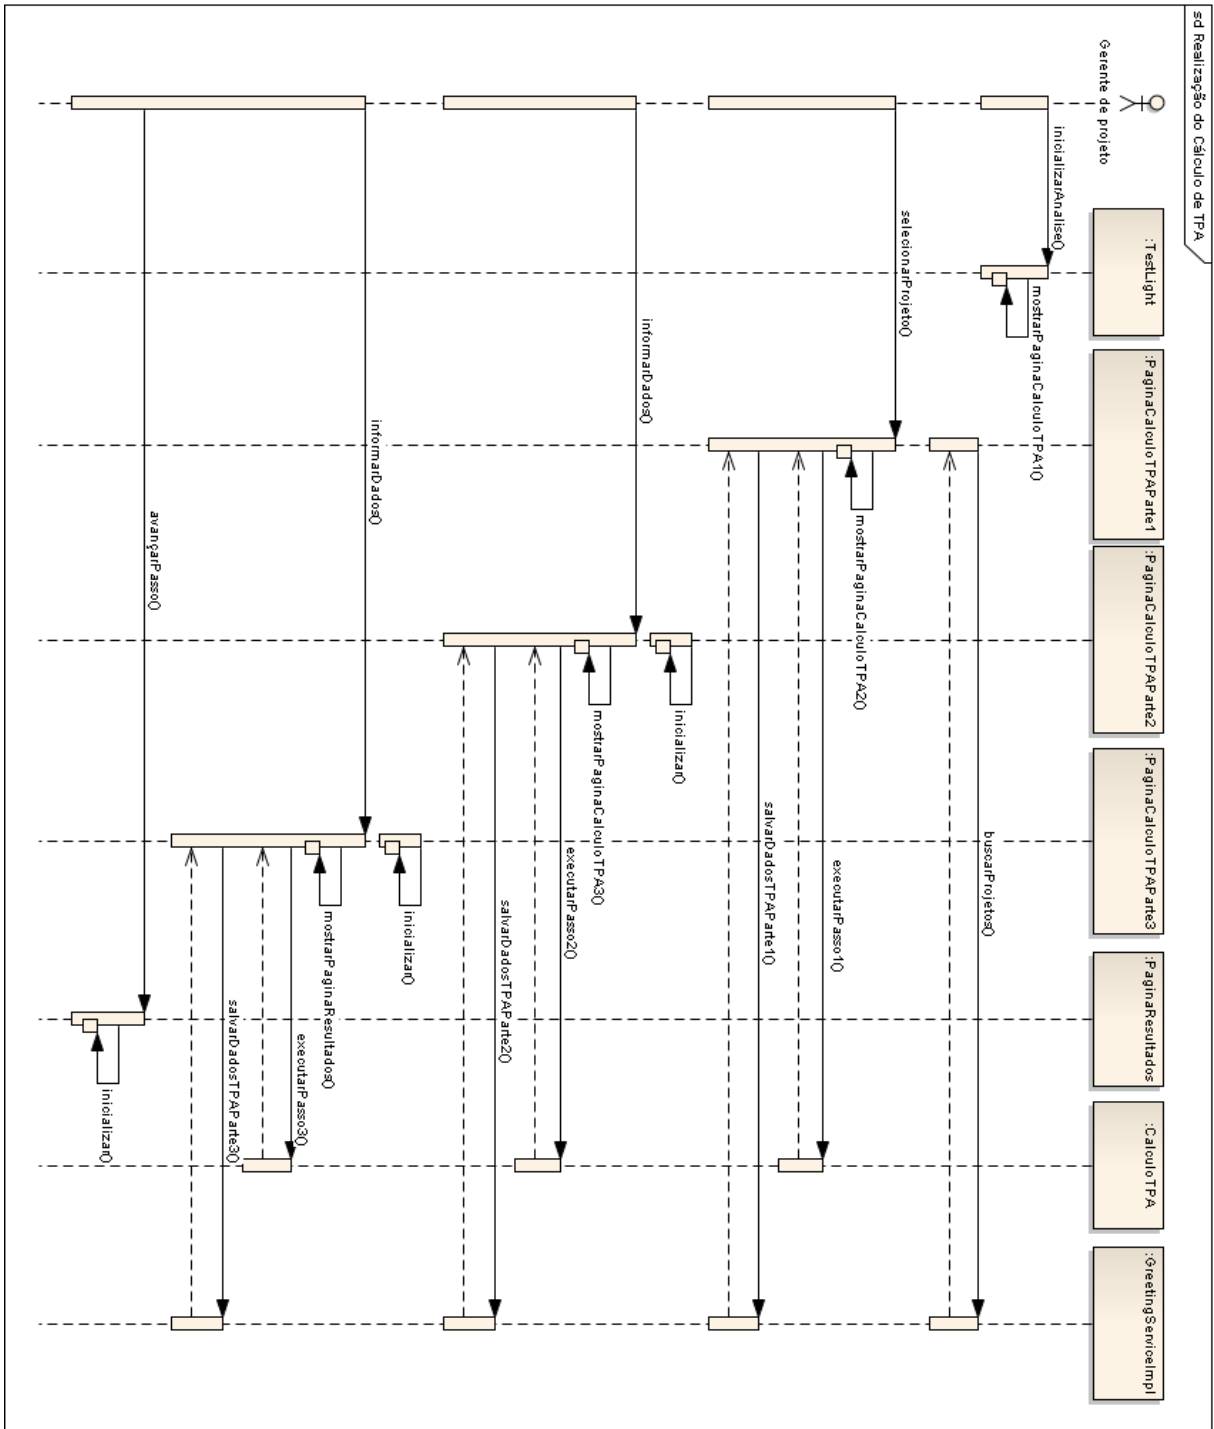 sd Realização do Cálculo de TPA
Gerente de projeto
:TestLight
:PaginaCalculoTPAParte1
:PaginaCalculoTPAParte2
:PaginaCalculoTPAParte3
:PaginaResultados
:CalculoTPA
:GreetingServiceImpl
inicializarAnalise()
mostrarPaginaCalculoTPA1()
buscarProjetos()
selecionarProjeto()
mostrarPaginaCalculoTPA2()
executarPasso1()
salvarDadosTPAParte1()
inicializar()
informarDados()
mostrarPaginaCalculoTPA3()
executarPasso2()
salvarDadosTPAParte2()
inicializar()
informarDados()
mostrarPaginaResultados()
executarPasso3()
salvarDadosTPAParte3()
avançarPasso()
inicializar()